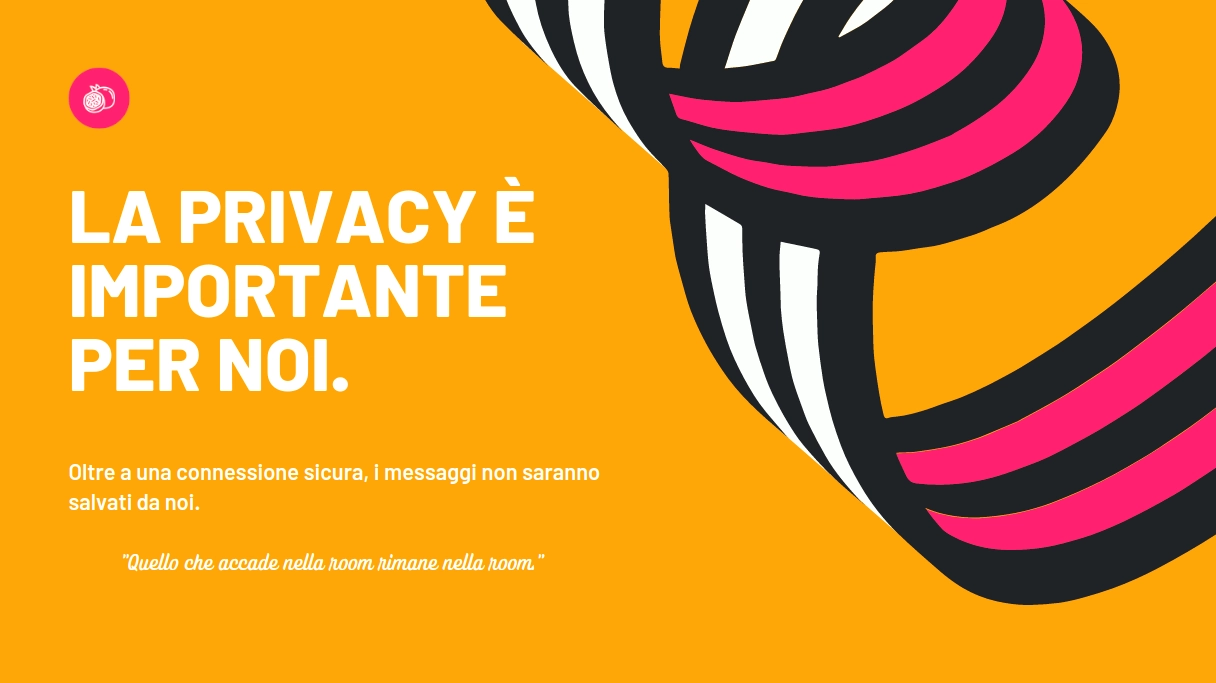 LA PRIVACY È
IMPORTANTE
PER NOI.
Oltre a una connessione sicura, i messaggi non saranno
salvati da noi.
"Quello che accade nella room rimane nella room."